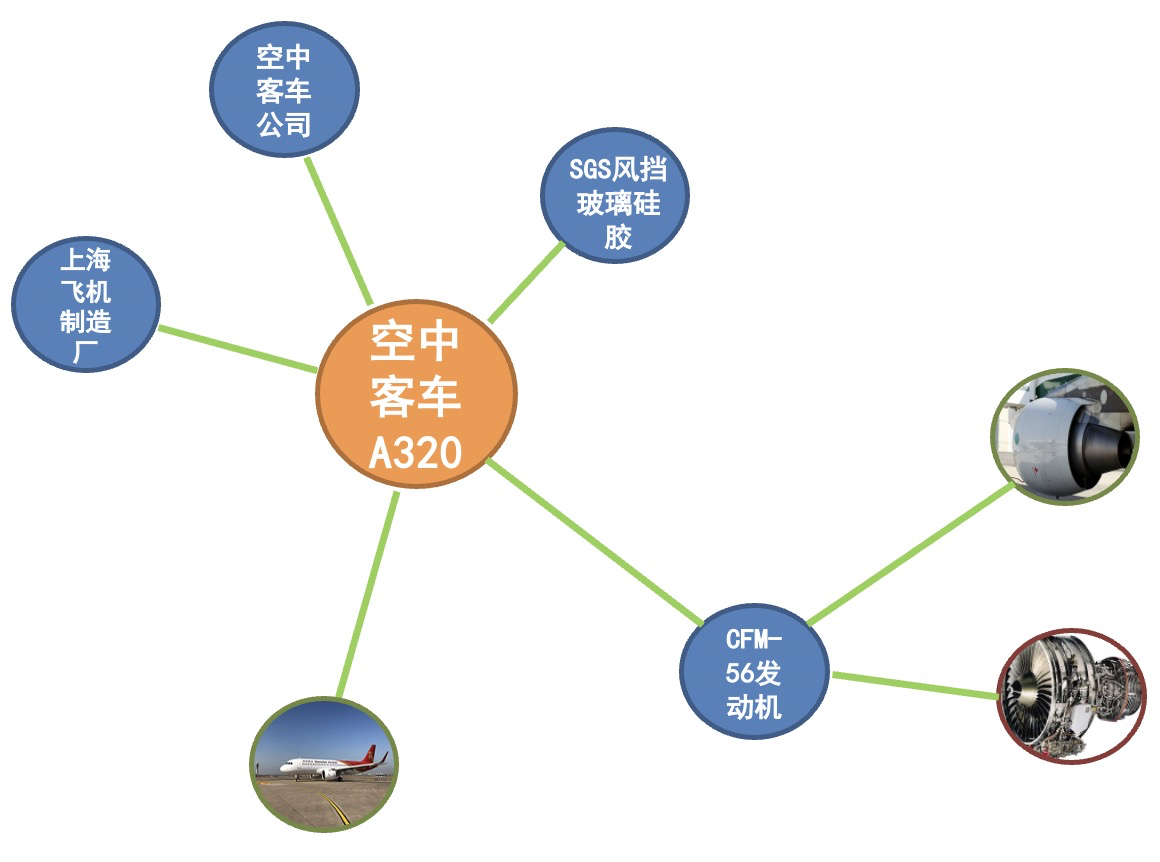 空中
客车
公司
SGS风挡
玻璃硅
胶
上海
飞机
制造
厂
空中
客车
A320
CFM-
56发
动机